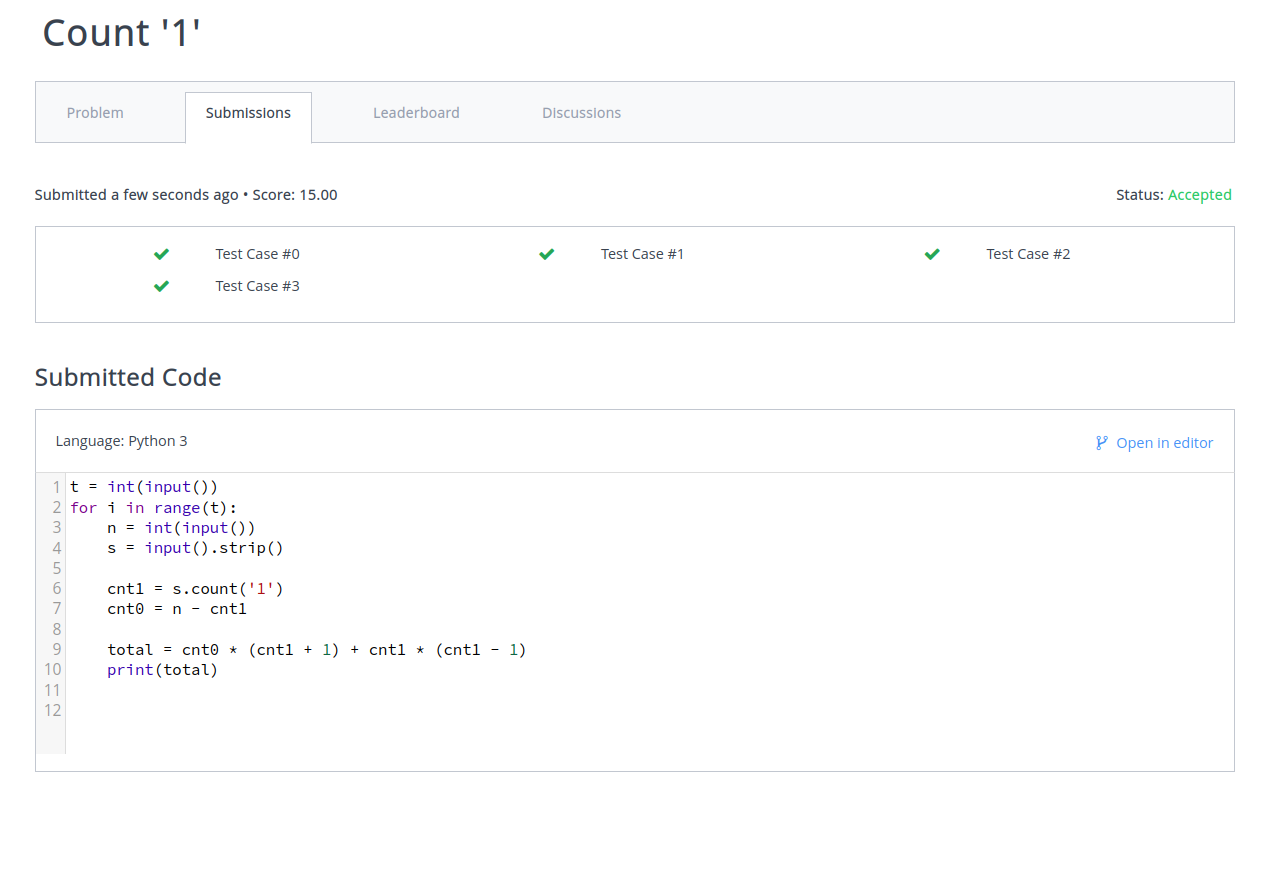 Count '1'
Problem
Submissions
Leaderboard
Discussions
Submitted a few seconds ago • Score: 15.00
Status: Accepted
Test Case #0
Test Case #1
Test Case #2
Test Case #3
Submitted Code
Language: Python 3
Open in editor
1 t = int(input())
2 for i in range(t):
3     n = int(input())
4     s = input().strip()
5
6     cnt1 = s.count('1')
7     cnt0 = n - cnt1
8
9     total = cnt0 * (cnt1 + 1) + cnt1 * (cnt1 - 1)
10     print(total)
11
12